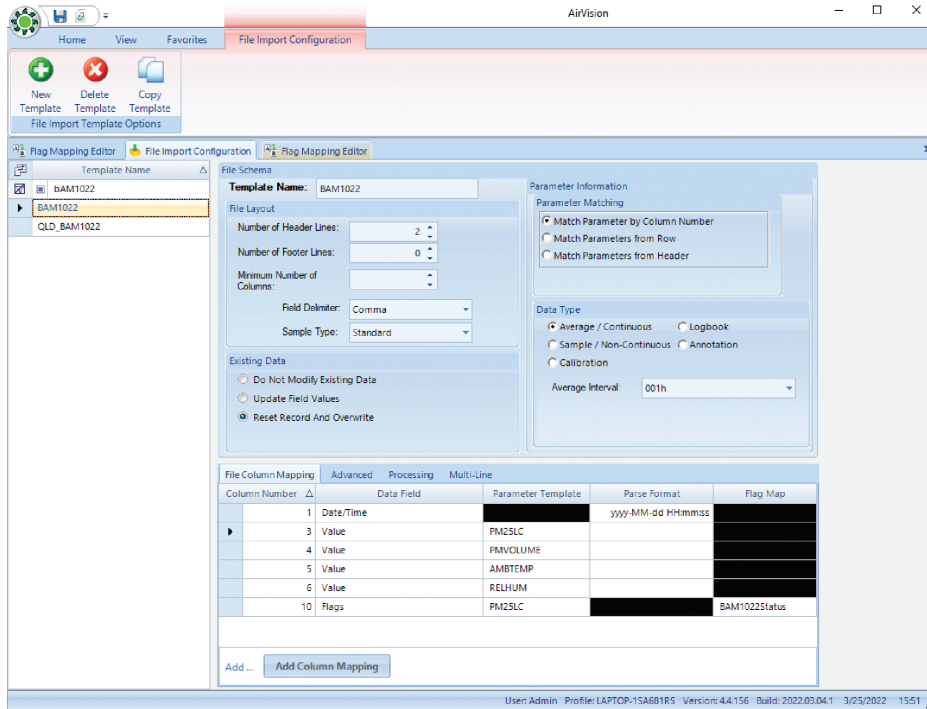 AirVision
Home View Favorites File Import Configuration
New Template Delete Template Copy Template
File Import Template Options
Flag Mapping Editor File Import Configuration Flag Mapping Editor
Template Name
bAM1022
BAM1022
QLD_BAM1022
File Schema
Template Name: BAM1022
File Layout
Number of Header Lines: 2
Number of Footer Lines: 0
Minimum Number of
Columns:
Field Delimiter: Comma
Sample Type: Standard
Existing Data
Do Not Modify Existing Data
Update Field Values
Reset Record And Overwrite
Parameter Information
Parameter Matching
Match Parameter by Column Number
Match Parameters from Row
Match Parameters from Header
Data Type
Average / Continuous Logbook
Sample / Non-Continuous Annotation
Calibration
Average Interval: 001h
File Column Mapping Advanced Processing Multi-Line
Column Number Data Field Parameter Template Parse Format Flag Map
1 Date/Time yyyy-MM-dd HH:mm:ss
3 Value PM25LC
4 Value PMVOLUME
5 Value AMBTEMP
6 Value RELHUM
10 Flags PM25LC BAM1022Status
Add ... Add Column Mapping
User: Admin Profile: LAPTOP-1SA681RS Version: 4.4.156 Build: 2022.03.04.1 3/25/2022 15:51